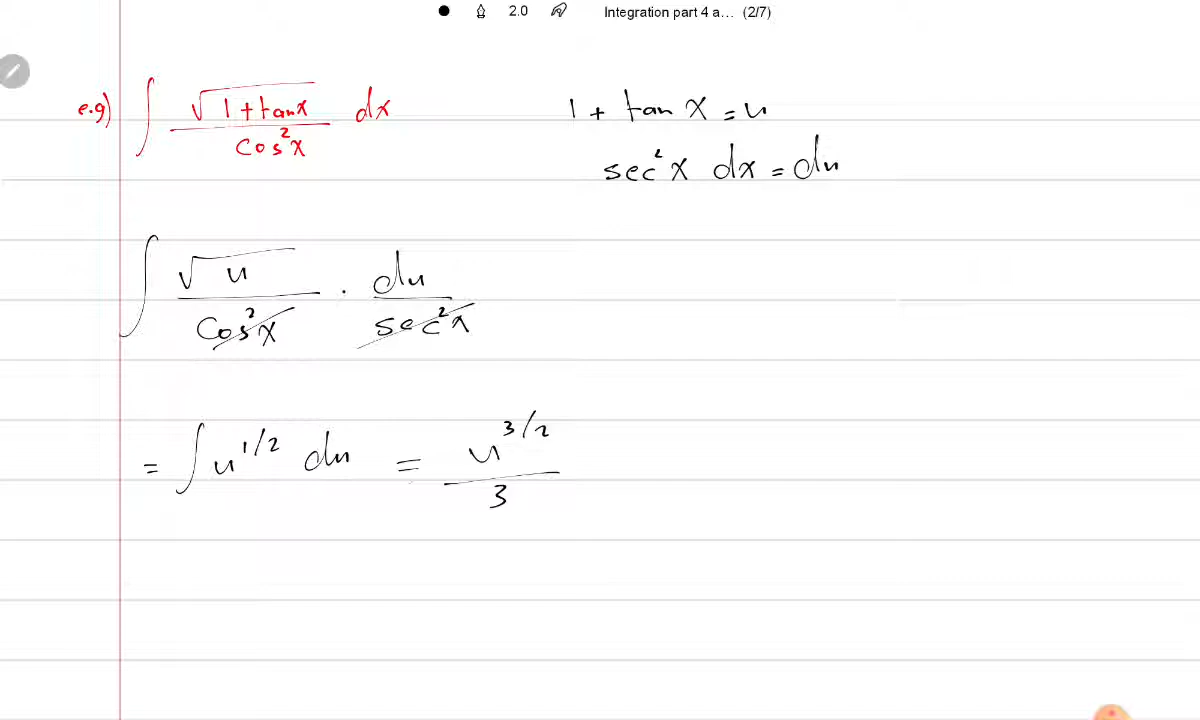 2.0 Integration part 4 a... (2/7)
e.g) ∫ √(1+tanx) / cos²x dx
1 + tan x = u
sec²x dx = du
∫ √u / cos²x · du / sec²x
= ∫ u^1/2 du = u^3/2 / 3